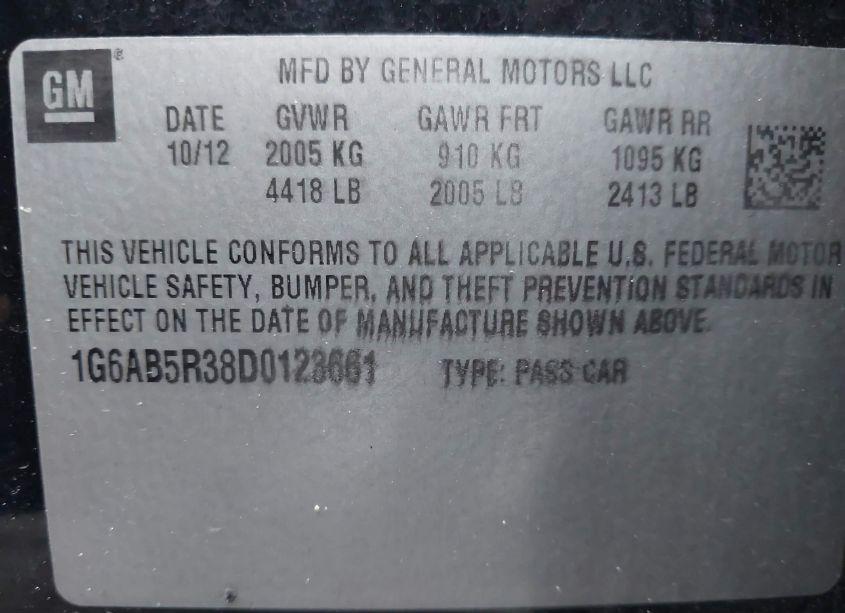 GM®
MFD BY GENERAL MOTORS LLC
DATE GVWR GAWR FRT GAWR RR
10/12 2005 KG 910 KG 1095 KG
4418 LB 2005 LB 2413 LB
THIS VEHICLE CONFORMS TO ALL APPLICABLE U.S. FEDERAL MOTOR
VEHICLE SAFETY, BUMPER, AND THEFT PREVENTION STANDARDS IN
EFFECT ON THE DATE OF MANUFACTURE SHOWN ABOVE.
1G6AB5R38D0123661 TYPE: PASS CAR